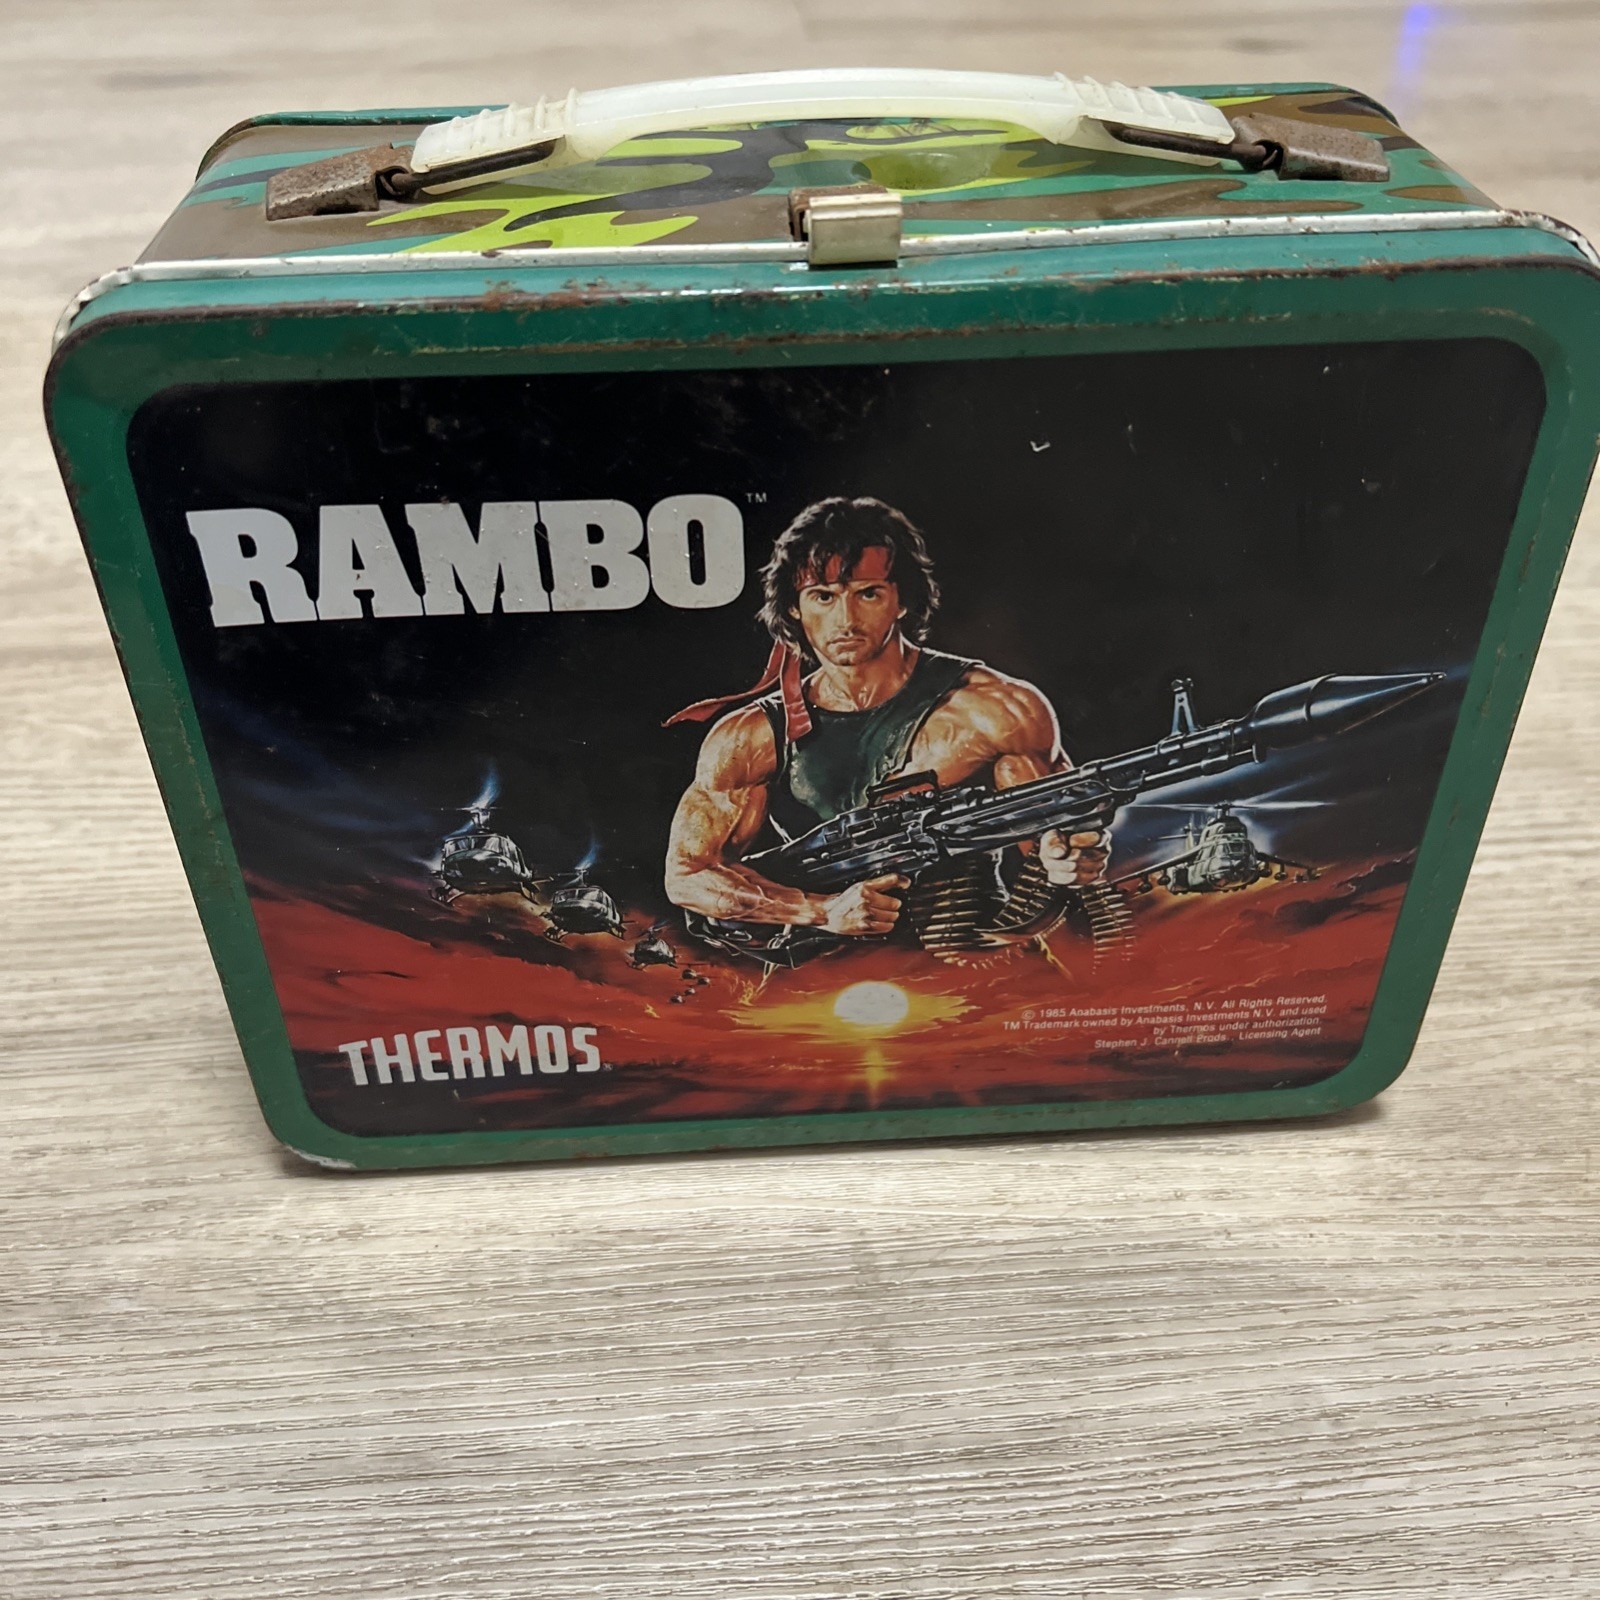 RAMBO™
THERMOS
© 1985 Anabasis Investments, N.V. All Rights Reserved.
TM Trademark owned by Anabasis Investments N.V. and used
by Thermos under authorization.
Stephen J. Cannell Prods., Licensing Agent